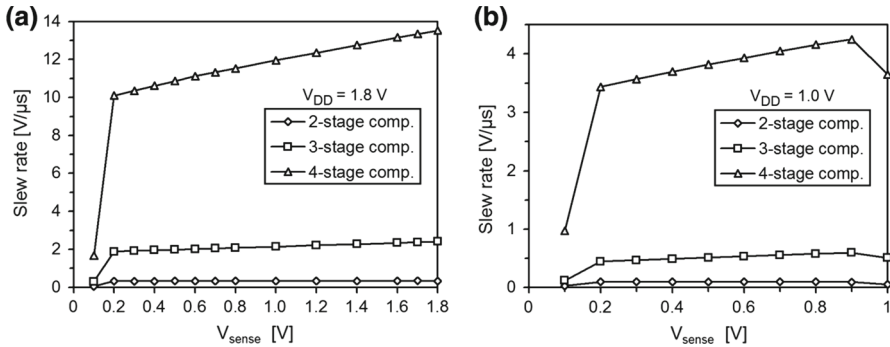 (a)
14
12
10
8
6
4
2
0
Slew rate [V/µs]
V_DD = 1.8 V
2-stage comp.
3-stage comp.
4-stage comp.
0 0.2 0.4 0.6 0.8 1.0 1.2 1.4 1.6 1.8
V_sense [V]
(b)
4
3
2
1
0
Slew rate [V/µs]
V_DD = 1.0 V
2-stage comp.
3-stage comp.
4-stage comp.
0 0.2 0.4 0.6 0.8 1
V_sense [V]